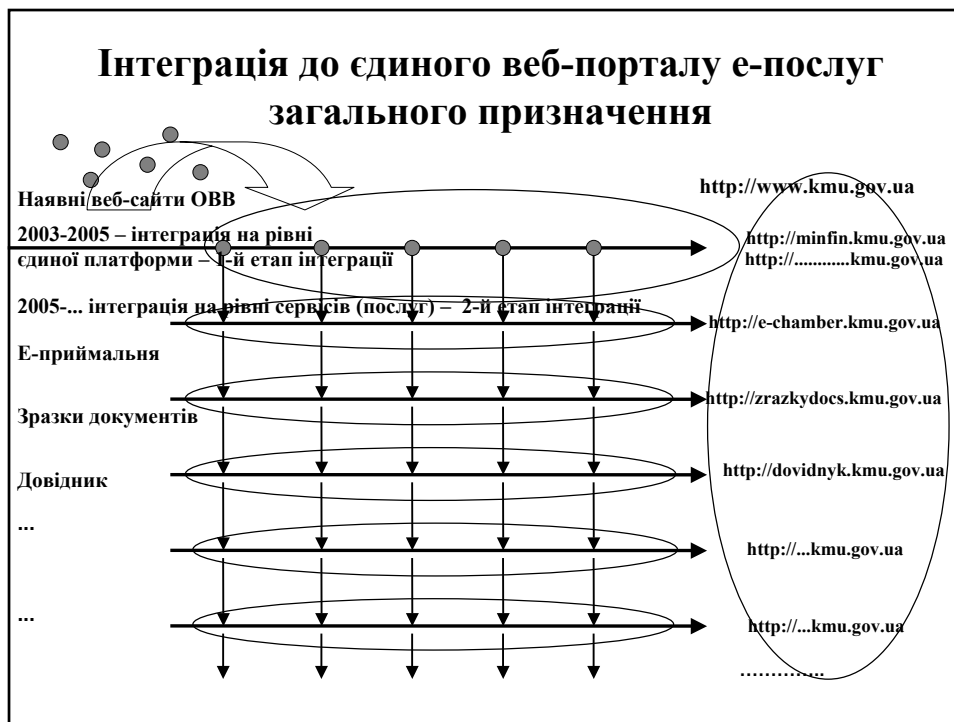 Інтеграція до єдиного веб-порталу е-послуг
загального призначення
Наявні веб-сайти ОВВ
2003-2005 – інтеграція на рівні
єдиної платформи – 1-й етап інтеграції
2005-... інтеграція на рівні сервісів (послуг) – 2-й етап інтеграції
Е-приймальня
Зразки документів
Довідник
...
...
http://www.kmu.gov.ua
http://minfin.kmu.gov.ua
http://............kmu.gov.ua
http://e-chamber.kmu.gov.ua
http://zrazkydocs.kmu.gov.ua
http://dovidnyk.kmu.gov.ua
http://...kmu.gov.ua
http://...kmu.gov.ua
…………..